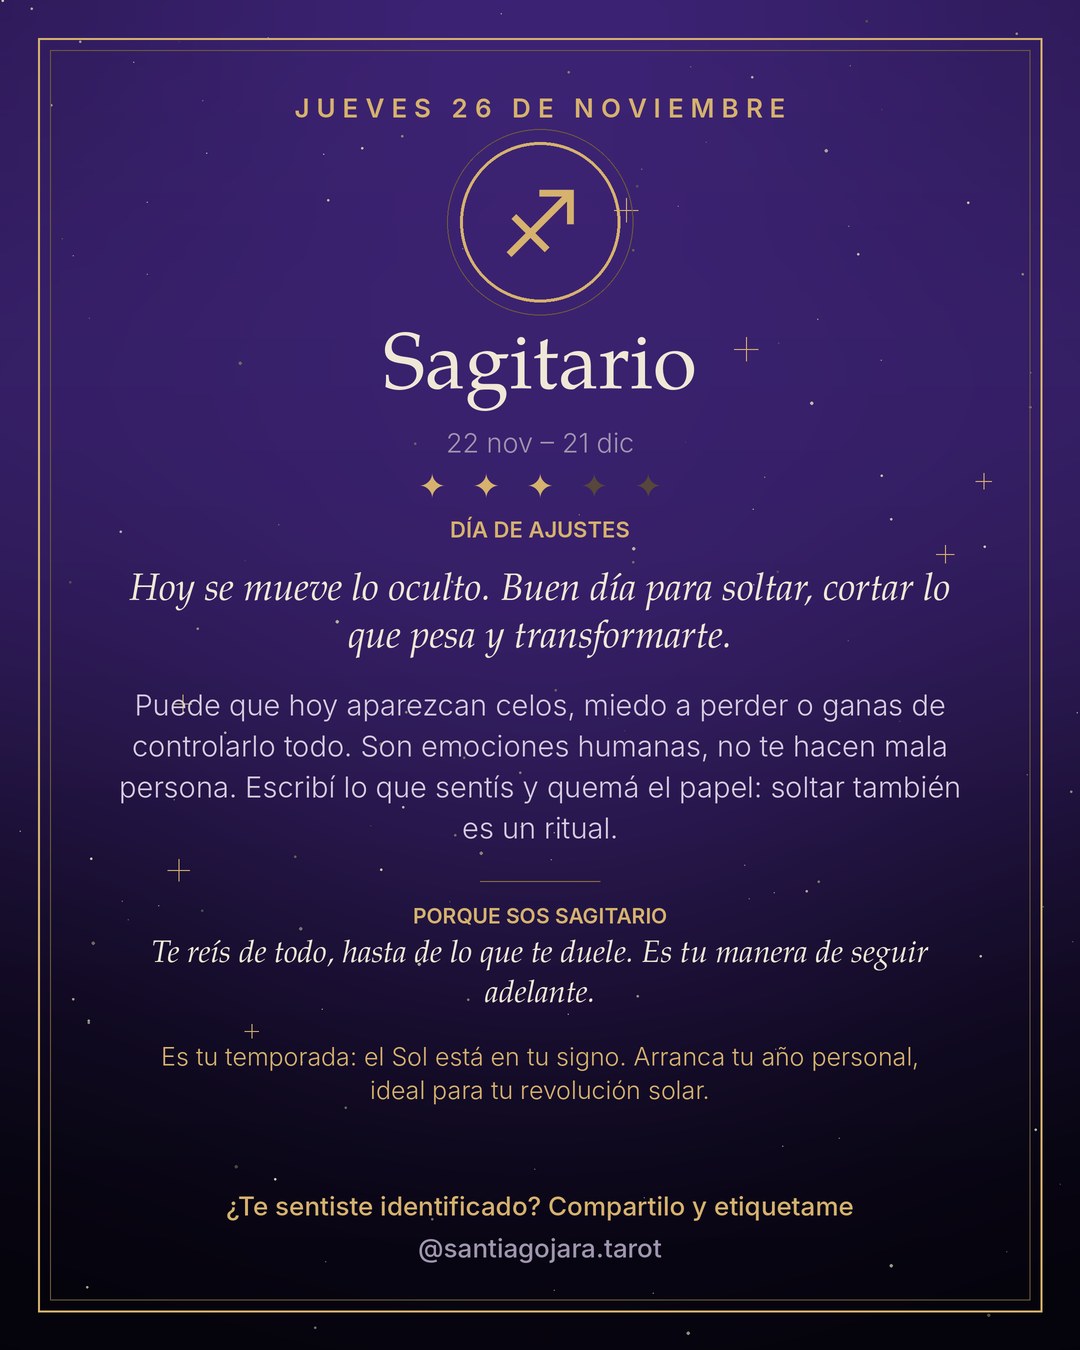 JUEVES 26 DE NOVIEMBRE
♐
Sagitario
22 nov – 21 dic
DÍA DE AJUSTES
Hoy se mueve lo oculto. Buen día para soltar, cortar lo
que pesa y transformarte.
Puede que hoy aparezcan celos, miedo a perder o ganas de
controlarlo todo. Son emociones humanas, no te hacen mala
persona. Escribí lo que sentís y quemá el papel: soltar también
es un ritual.
PORQUE SOS SAGITARIO
Te reís de todo, hasta de lo que te duele. Es tu manera de seguir
adelante.
Es tu temporada: el Sol está en tu signo. Arranca tu año personal,
ideal para tu revolución solar.
¿Te sentiste identificado? Compartilo y etiquetame
@santiagojara.tarot